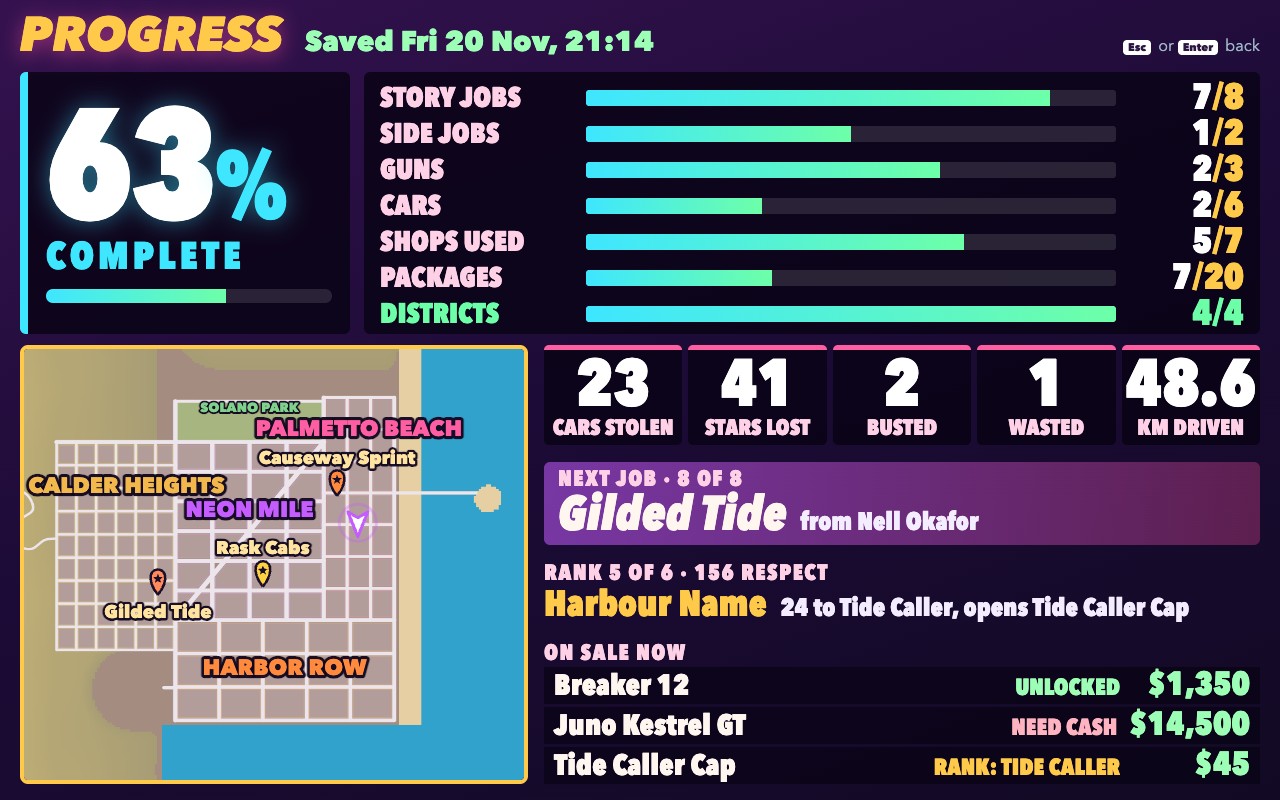 PROGRESS Saved Fri 20 Nov, 21:14
Esc or Enter back
63%
COMPLETE
STORY JOBS 7/8
SIDE JOBS 1/2
GUNS 2/3
CARS 2/6
SHOPS USED 5/7
PACKAGES 7/20
DISTRICTS 4/4
SOLANO PARK
PALMETTO BEACH
Causeway Sprint
CALDER HEIGHTS
NEON MILE
Rask Cabs
Gilded Tide
HARBOR ROW
23 CARS STOLEN
41 STARS LOST
2 BUSTED
1 WASTED
48.6 KM DRIVEN
NEXT JOB · 8 OF 8
Gilded Tide from Nell Okafor
RANK 5 OF 6 · 156 RESPECT
Harbour Name 24 to Tide Caller, opens Tide Caller Cap
ON SALE NOW
Breaker 12 UNLOCKED $1,350
Juno Kestrel GT NEED CASH $14,500
Tide Caller Cap RANK: TIDE CALLER $45